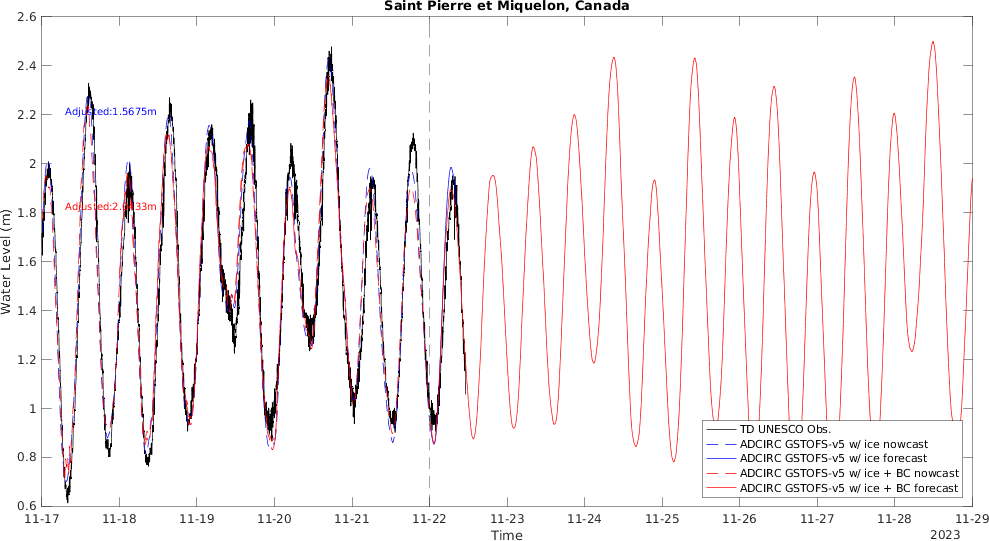 Saint Pierre et Miquelon, Canada
2.6
2.4
2.2
2
1.8
1.6
1.4
1.2
1
0.8
0.6
Water Level (m)
Adjusted:1.5675m
TD UNESCO Obs.
ADCIRC GSTOFS-v5 w/ ice nowcast
ADCIRC GSTOFS-v5 w/ ice forecast
ADCIRC GSTOFS-v5 w/ ice + BC nowcast
ADCIRC GSTOFS-v5 w/ ice + BC forecast
11-17 11-18 11-19 11-20 11-21 11-22 11-23 11-24 11-25 11-26 11-27 11-28 11-29
Time
2023